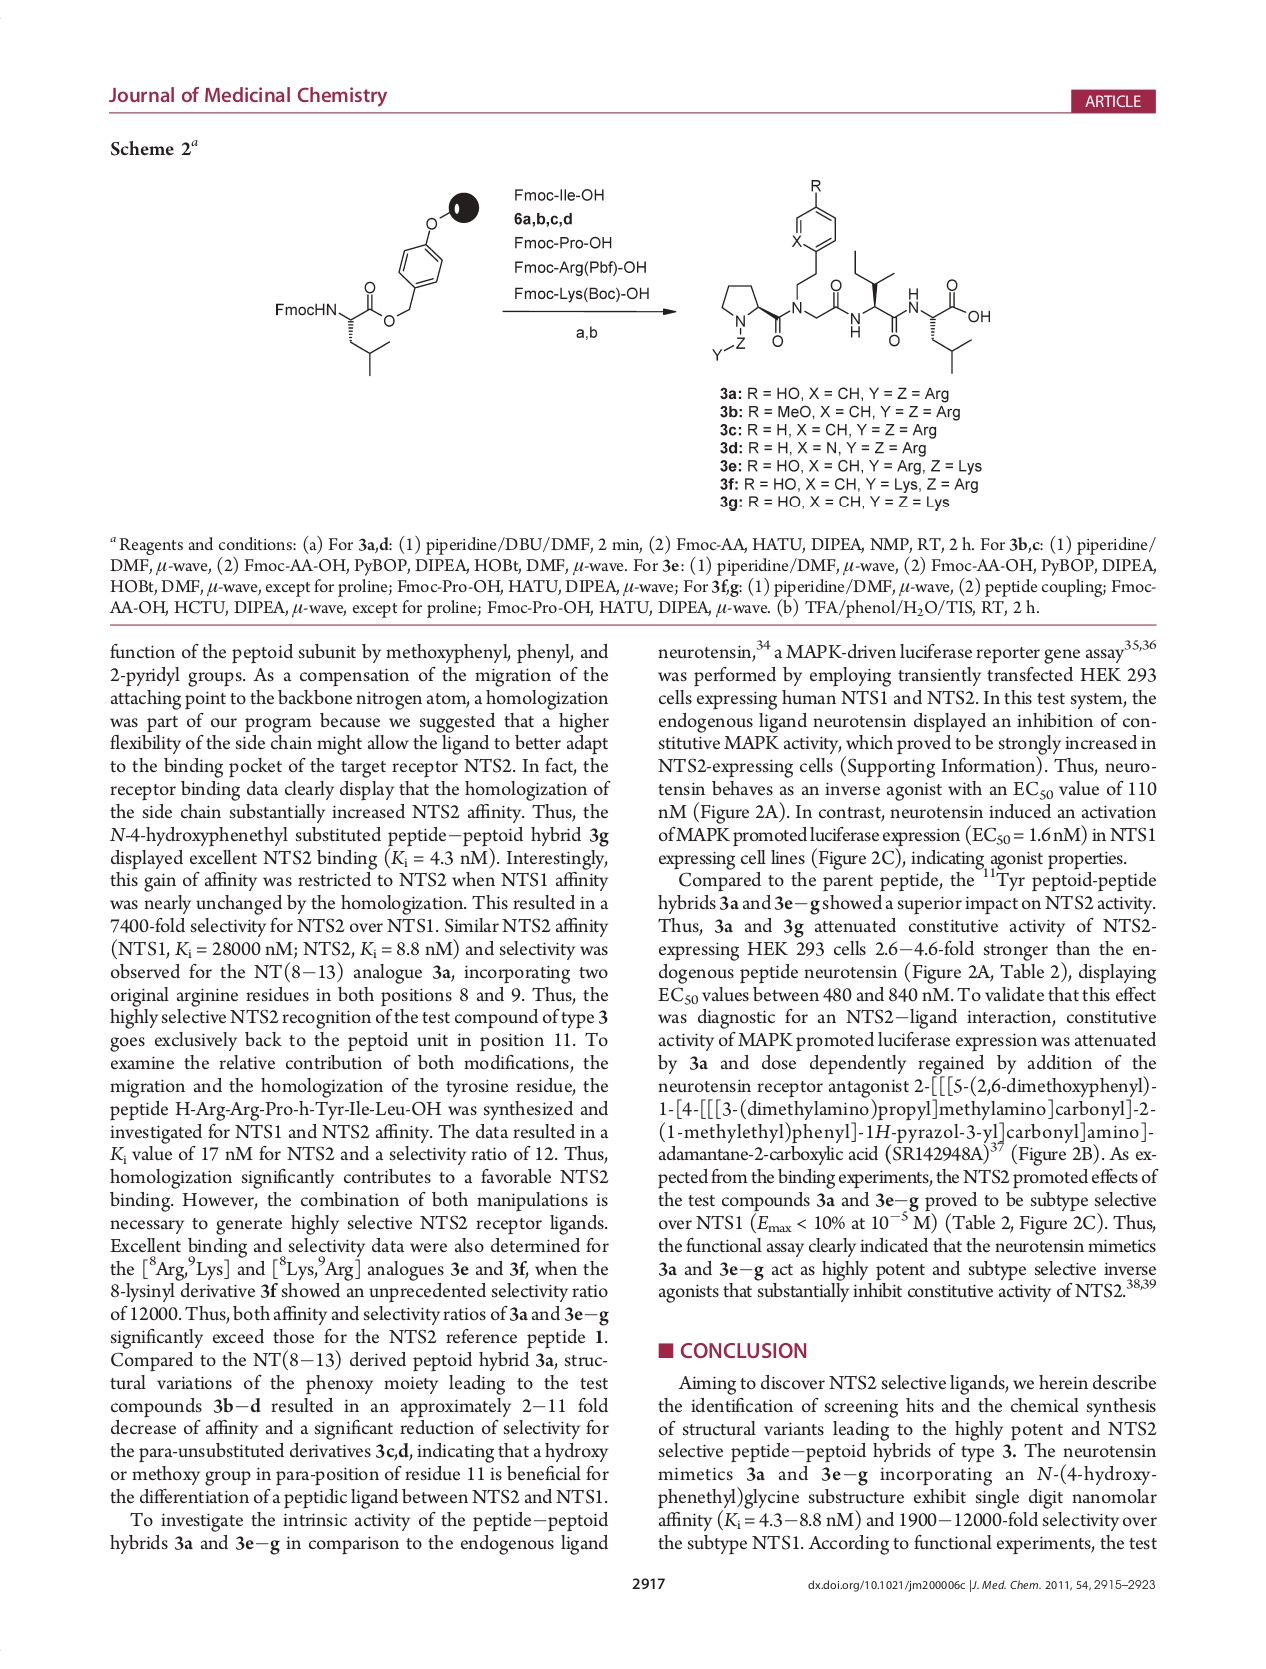 Journal of Medicinal Chemistry
ARTICLE
Scheme 2a
FmocHN
O
O
O
Fmoc-Ile-OH
6a,b,c,d
Fmoc-Pro-OH
Fmoc-Arg(Pbf)-OH
Fmoc-Lys(Boc)-OH
a,b
R
X
N
Z
Y
O
N
O
N
H
O
H
N
O
OH
3a: R = HO, X = CH, Y = Z = Arg
3b: R = MeO, X = CH, Y = Z = Arg
3c: R = H, X = CH, Y = Z = Arg
3d: R = H, X = N, Y = Z = Arg
3e: R = HO, X = CH, Y = Arg, Z = Lys
3f: R = HO, X = CH, Y = Lys, Z = Arg
3g: R = HO, X = CH, Y = Z = Lys
a Reagents and conditions: (a) For 3a,d: (1) piperidine/DBU/DMF, 2 min, (2) Fmoc-AA, HATU, DIPEA, NMP, RT, 2 h. For 3b,c: (1) piperidine/
DMF, μ-wave, (2) Fmoc-AA-OH, PyBOP, DIPEA, HOBt, DMF, μ-wave. For 3e: (1) piperidine/DMF, μ-wave, (2) Fmoc-AA-OH, PyBOP, DIPEA,
HOBt, DMF, μ-wave, except for proline; Fmoc-Pro-OH, HATU, DIPEA, μ-wave; For 3f,g: (1) piperidine/DMF, μ-wave, (2) peptide coupling; Fmoc-
AA-OH, HCTU, DIPEA, μ-wave, except for proline; Fmoc-Pro-OH, HATU, DIPEA, μ-wave. (b) TFA/phenol/H2O/TIS, RT, 2 h.
function of the peptoid subunit by methoxyphenyl, phenyl, and
2-pyridyl groups. As a compensation of the migration of the
attaching point to the backbone nitrogen atom, a homologization
was part of our program because we suggested that a higher
flexibility of the side chain might allow the ligand to better adapt
to the binding pocket of the target receptor NTS2. In fact, the
receptor binding data clearly display that the homologization of
the side chain substantially increased NTS2 affinity. Thus, the
N-4-hydroxyphenethyl substituted peptide−peptoid hybrid 3g
displayed excellent NTS2 binding (Ki = 4.3 nM). Interestingly,
this gain of affinity was restricted to NTS2 when NTS1 affinity
was nearly unchanged by the homologization. This resulted in a
7400-fold selectivity for NTS2 over NTS1. Similar NTS2 affinity
(NTS1, Ki = 28000 nM; NTS2, Ki = 8.8 nM) and selectivity was
observed for the NT(8−13) analogue 3a, incorporating two
original arginine residues in both positions 8 and 9. Thus, the
highly selective NTS2 recognition of the test compound of type 3
goes exclusively back to the peptoid unit in position 11. To
examine the relative contribution of both modifications, the
migration and the homologization of the tyrosine residue, the
peptide H-Arg-Arg-Pro-h-Tyr-Ile-Leu-OH was synthesized and
investigated for NTS1 and NTS2 affinity. The data resulted in a
Ki value of 17 nM for NTS2 and a selectivity ratio of 12. Thus,
homologization significantly contributes to a favorable NTS2
binding. However, the combination of both manipulations is
necessary to generate highly selective NTS2 receptor ligands.
Excellent binding and selectivity data were also determined for
the [8Arg,9Lys] and [8Lys,9Arg] analogues 3e and 3f, when the
8-lysinyl derivative 3f showed an unprecedented selectivity ratio
of 12000. Thus, both affinity and selectivity ratios of 3a and 3e−g
significantly exceed those for the NTS2 reference peptide 1.
Compared to the NT(8−13) derived peptoid hybrid 3a, struc-
tural variations of the phenoxy moiety leading to the test
compounds 3b−d resulted in an approximately 2−11 fold
decrease of affinity and a significant reduction of selectivity for
the para-unsubstituted derivatives 3c,d, indicating that a hydroxy
or methoxy group in para-position of residue 11 is beneficial for
the differentiation of a peptidic ligand between NTS2 and NTS1.
To investigate the intrinsic activity of the peptide−peptoid
hybrids 3a and 3e−g in comparison to the endogenous ligand
neurotensin,34 a MAPK-driven luciferase reporter gene assay35,36
was performed by employing transiently transfected HEK 293
cells expressing human NTS1 and NTS2. In this test system, the
endogenous ligand neurotensin displayed an inhibition of con-
stitutive MAPK activity, which proved to be strongly increased in
NTS2-expressing cells (Supporting Information). Thus, neuro-
tensin behaves as an inverse agonist with an EC50 value of 110
nM (Figure 2A). In contrast, neurotensin induced an activation
of MAPK promoted luciferase expression (EC50 = 1.6 nM) in NTS1
expressing cell lines (Figure 2C), indicating agonist properties.
Compared to the parent peptide, the 11Tyr peptoid-peptide
hybrids 3a and 3e−g showed a superior impact on NTS2 activity.
Thus, 3a and 3g attenuated constitutive activity of NTS2-
expressing HEK 293 cells 2.6−4.6-fold stronger than the en-
dogenous peptide neurotensin (Figure 2A, Table 2), displaying
EC50 values between 480 and 840 nM. To validate that this effect
was diagnostic for an NTS2−ligand interaction, constitutive
activity of MAPK promoted luciferase expression was attenuated
by 3a and dose dependently regained by addition of the
neurotensin receptor antagonist 2-[[[5-(2,6-dimethoxyphenyl)-
1-[4-[[[3-(dimethylamino)propyl]methylamino]carbonyl]-2-
(1-methylethyl)phenyl]-1H-pyrazol-3-yl]carbonyl]amino]-
adamantane-2-carboxylic acid (SR142948A)37 (Figure 2B). As ex-
pected from the binding experiments, the NTS2 promoted effects of
the test compounds 3a and 3e−g proved to be subtype selective
over NTS1 (Emax < 10% at 10−5 M) (Table 2, Figure 2C). Thus,
the functional assay clearly indicated that the neurotensin mimetics
3a and 3e−g act as highly potent and subtype selective inverse
agonists that substantially inhibit constitutive activity of NTS2.38,39
■ CONCLUSION
Aiming to discover NTS2 selective ligands, we herein describe
the identification of screening hits and the chemical synthesis
of structural variants leading to the highly potent and NTS2
selective peptide−peptoid hybrids of type 3. The neurotensin
mimetics 3a and 3e−g incorporating an N-(4-hydroxy-
phenethyl)glycine substructure exhibit single digit nanomolar
affinity (Ki = 4.3−8.8 nM) and 1900−12000-fold selectivity over
the subtype NTS1. According to functional experiments, the test
2917
dx.doi.org/10.1021/jm200006c |J. Med. Chem. 2011, 54, 2915–2923